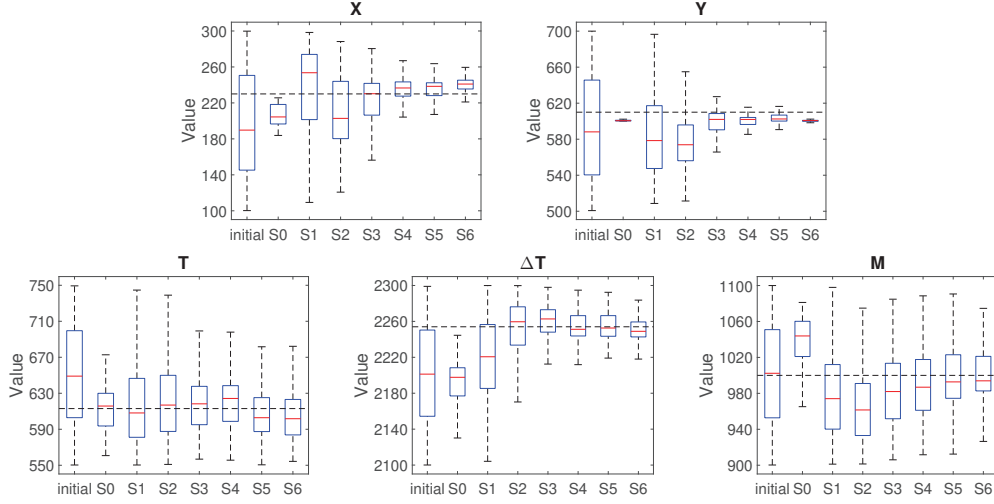 X
Value
300
260
220
180
140
100
initial S0 S1 S2 S3 S4 S5 S6
Y
Value
700
660
620
580
540
500
initial S0 S1 S2 S3 S4 S5 S6
T
Value
750
710
670
630
590
550
initial S0 S1 S2 S3 S4 S5 S6
ΔT
Value
2300
2260
2220
2180
2140
2100
initial S0 S1 S2 S3 S4 S5 S6
M
Value
1100
1060
1020
980
940
900
initial S0 S1 S2 S3 S4 S5 S6